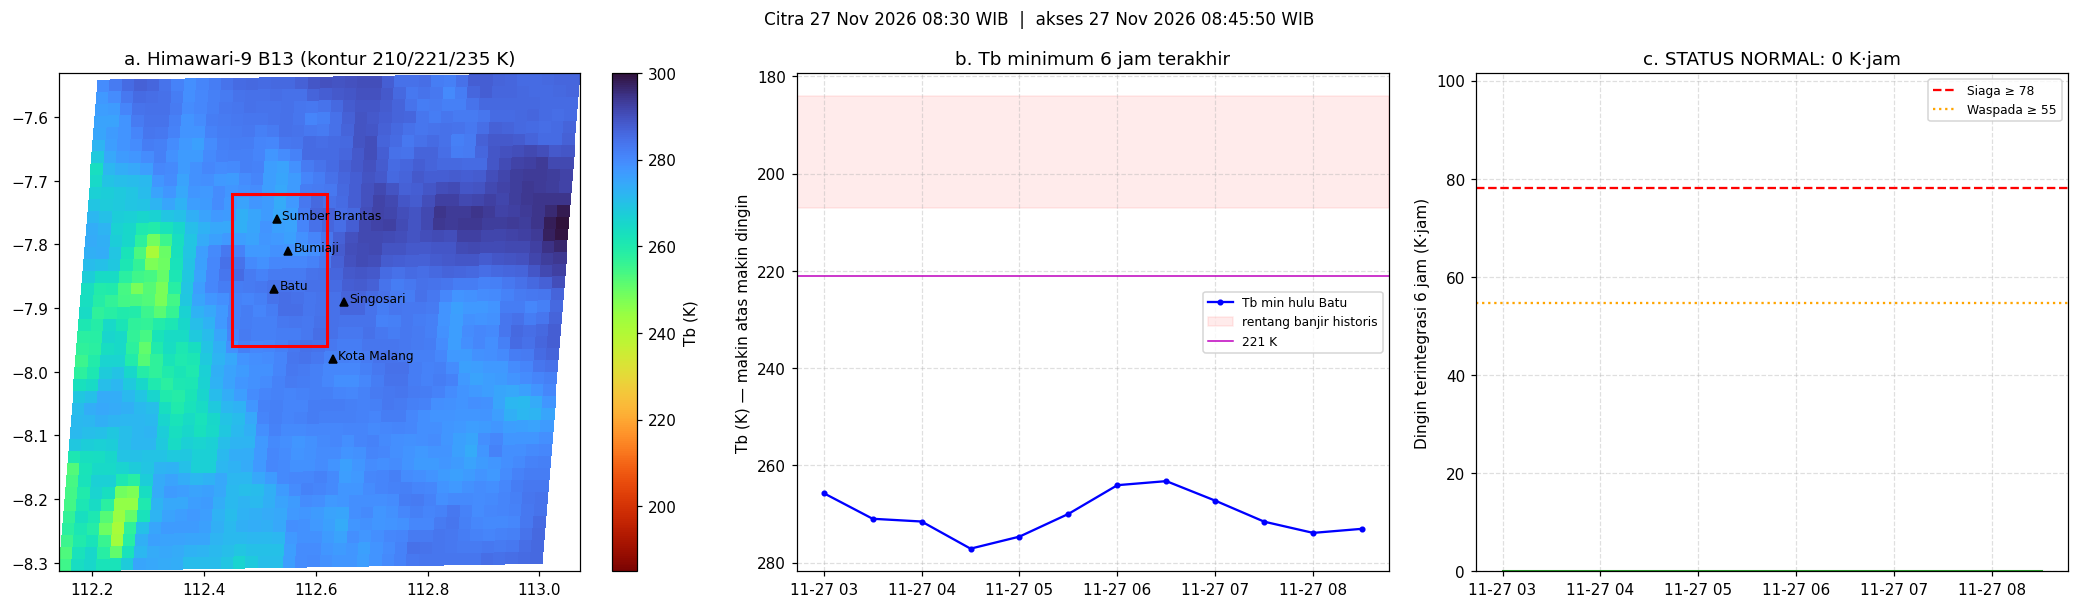 Citra 27 Nov 2026 08:30 WIB | akses 27 Nov 2026 08:45:50 WIB
a. Himawari-9 B13 (kontur 210/221/235 K)
−7.6
−7.7
−7.8
−7.9
−8.0
−8.1
−8.2
−8.3
112.2
112.4
112.6
112.8
113.0
Sumber Brantas
Bumiaji
Batu
Singosari
Kota Malang
300
280
260
240
220
200
Tb (K)
b. Tb minimum 6 jam terakhir
Tb (K) — makin atas makin dingin
180
200
220
240
260
280
11-27 03
11-27 04
11-27 05
11-27 06
11-27 07
11-27 08
Tb min hulu Batu
rentang banjir historis
221 K
c. STATUS NORMAL: 0 K·jam
Dingin terintegrasi 6 jam (K·jam)
100
80
60
40
20
0
11-27 03
11-27 04
11-27 05
11-27 06
11-27 07
11-27 08
Siaga ≥ 78
Waspada ≥ 55